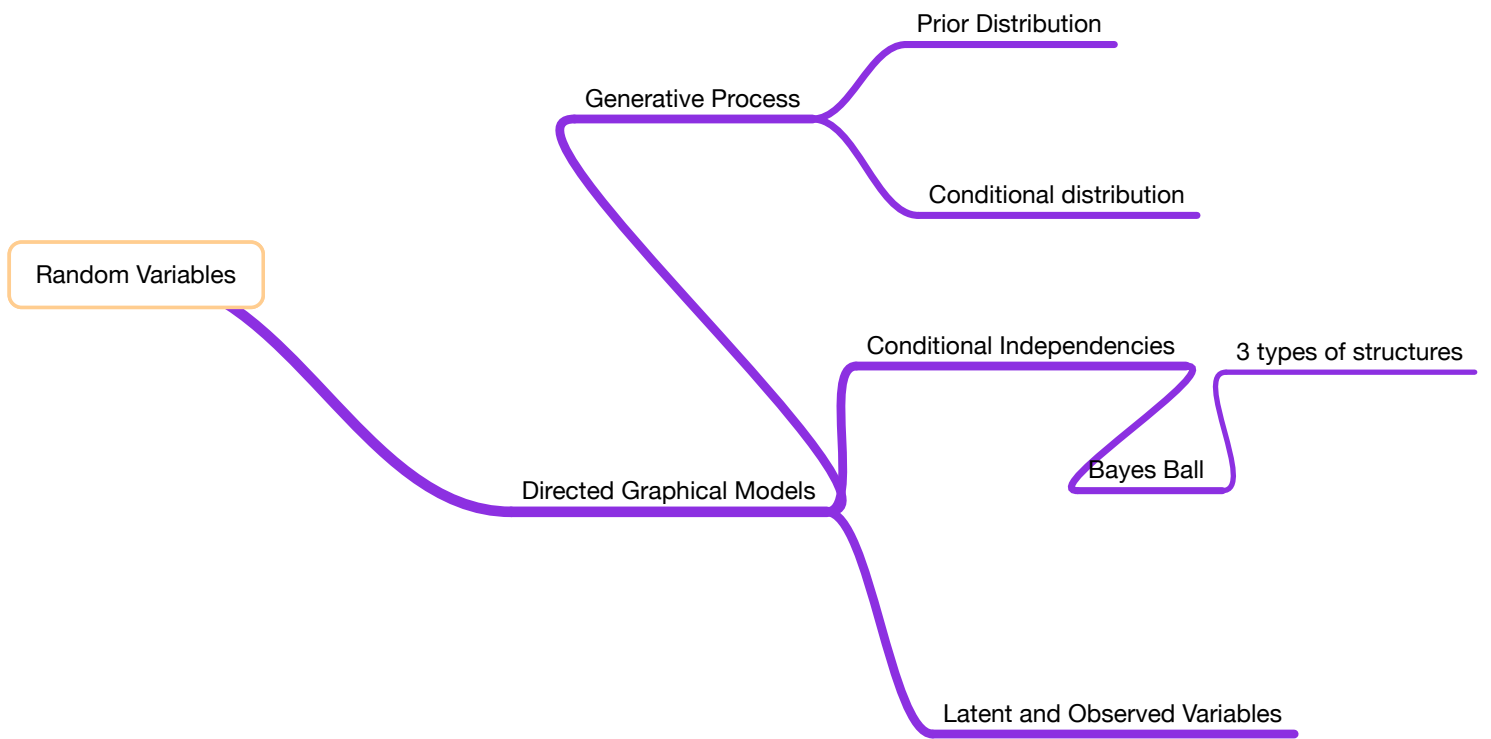 Prior Distribution
Generative Process
Conditional distribution
Random Variables
Conditional Independencies
3 types of structures
Bayes Ball
Directed Graphical Models
Latent and Observed Variables